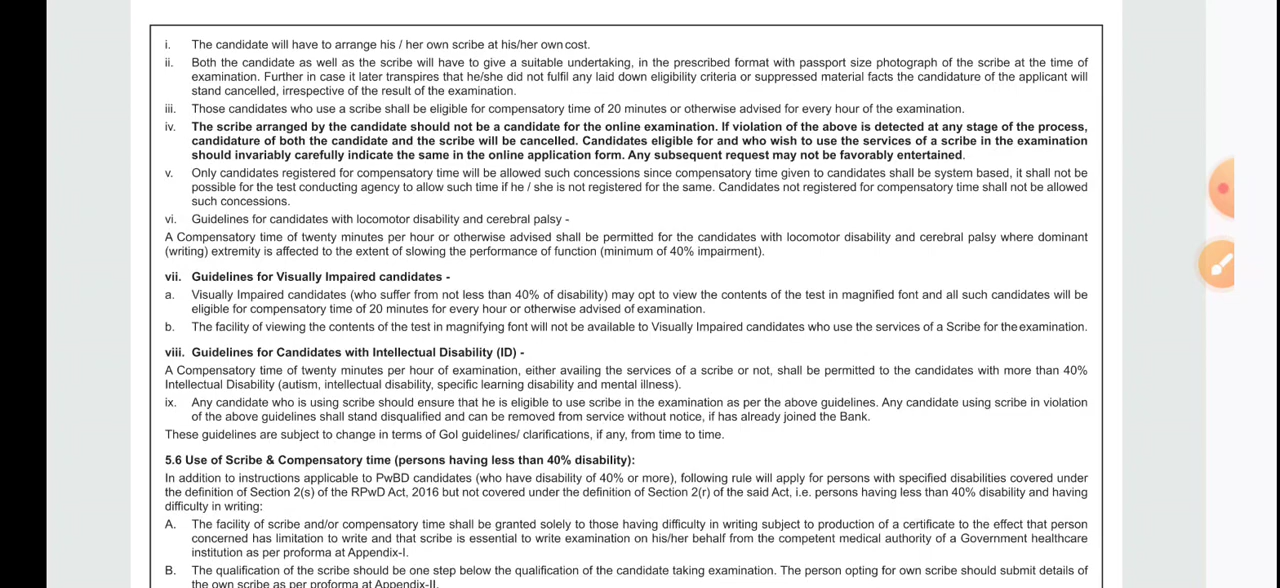 i. The candidate will have to arrange his / her own scribe at his/her own cost.
ii. Both the candidate as well as the scribe will have to give a suitable undertaking, in the prescribed format with passport size photograph of the scribe at the time of
examination. Further in case it later transpires that he/she did not fulfil any laid down eligibility criteria or suppressed material facts the candidature of the applicant will
stand cancelled, irrespective of the result of the examination.
iii. Those candidates who use a scribe shall be eligible for compensatory time of 20 minutes or otherwise advised for every hour of the examination.
iv. The scribe arranged by the candidate should not be a candidate for the online examination. If violation of the above is detected at any stage of the process,
candidature of both the candidate and the scribe will be cancelled. Candidates eligible for and who wish to use the services of a scribe in the examination
should invariably carefully indicate the same in the online application form. Any subsequent request may not be favorably entertained.
v. Only candidates registered for compensatory time will be allowed such concessions since compensatory time given to candidates shall be system based, it shall not be
possible for the test conducting agency to allow such time if he / she is not registered for the same. Candidates not registered for compensatory time shall not be allowed
such concessions.
vi. Guidelines for candidates with locomotor disability and cerebral palsy -
A Compensatory time of twenty minutes per hour or otherwise advised shall be permitted for the candidates with locomotor disability and cerebral palsy where dominant
(writing) extremity is affected to the extent of slowing the performance of function (minimum of 40% impairment).
vii. Guidelines for Visually Impaired candidates -
a. Visually Impaired candidates (who suffer from not less than 40% of disability) may opt to view the contents of the test in magnified font and all such candidates will be
eligible for compensatory time of 20 minutes for every hour or otherwise advised of examination.
b. The facility of viewing the contents of the test in magnifying font will not be available to Visually Impaired candidates who use the services of a Scribe for the examination.
viii. Guidelines for Candidates with Intellectual Disability (ID) -
A Compensatory time of twenty minutes per hour of examination, either availing the services of a scribe or not, shall be permitted to the candidates with more than 40%
Intellectual Disability (autism, intellectual disability, specific learning disability and mental illness).
ix. Any candidate who is using scribe should ensure that he is eligible to use scribe in the examination as per the above guidelines. Any candidate using scribe in violation
of the above guidelines shall stand disqualified and can be removed from service without notice, if has already joined the Bank.
These guidelines are subject to change in terms of GoI guidelines/ clarifications, if any, from time to time.
5.6 Use of Scribe & Compensatory time (persons having less than 40% disability):
In addition to instructions applicable to PwBD candidates (who have disability of 40% or more), following rule will apply for persons with specified disabilities covered under
the definition of Section 2(s) of the RPwD Act, 2016 but not covered under the definition of Section 2(r) of the said Act, i.e. persons having less than 40% disability and having
difficulty in writing:
A. The facility of scribe and/or compensatory time shall be granted solely to those having difficulty in writing subject to production of a certificate to the effect that person
concerned has limitation to write and that scribe is essential to write examination on his/her behalf from the competent medical authority of a Government healthcare
institution as per proforma at Appendix-I.
B. The qualification of the scribe should be one step below the qualification of the candidate taking examination. The person opting for own scribe should submit details of
the own scribe as per proforma at Appendix-II.